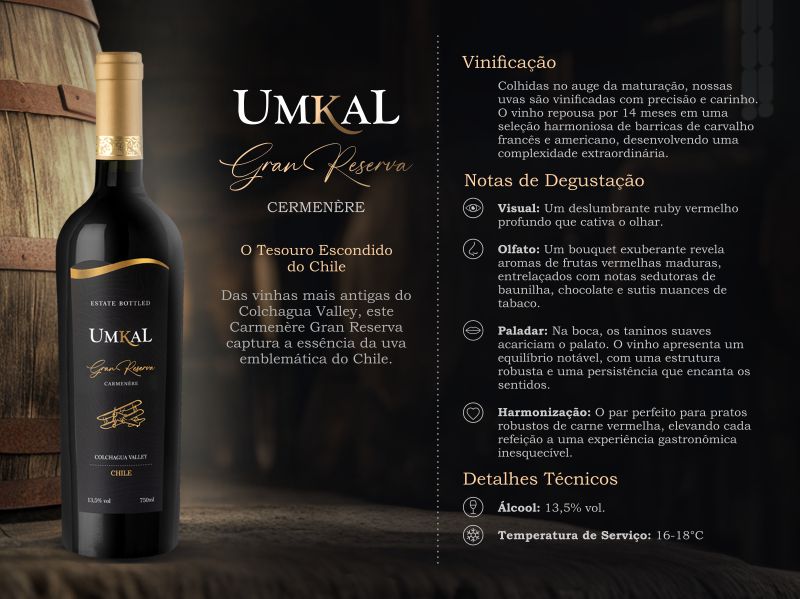 ESTATE BOTTLED
UMKAL
Gran Reserva
CARMENÈRE
COLCHAGUA VALLEY
CHILE
13,5% vol 750ml
UMKAL
Gran Reserva
CERMENÈRE
O Tesouro Escondido
do Chile
Das vinhas mais antigas do
Colchagua Valley, este
Carmenère Gran Reserva
captura a essência da uva
emblemática do Chile.
Vinificação
Colhidas no auge da maturação, nossas
uvas são vinificadas com precisão e carinho.
O vinho repousa por 14 meses em uma
seleção harmoniosa de barricas de carvalho
francês e americano, desenvolvendo uma
complexidade extraordinária.
Notas de Degustação
Visual: Um deslumbrante ruby vermelho
profundo que cativa o olhar.
Olfato: Um bouquet exuberante revela
aromas de frutas vermelhas maduras,
entrelaçados com notas sedutoras de
baunilha, chocolate e sutis nuances de
tabaco.
Paladar: Na boca, os taninos suaves
acariciam o palato. O vinho apresenta um
equilíbrio notável, com uma estrutura
robusta e uma persistência que encanta os
sentidos.
Harmonização: O par perfeito para pratos
robustos de carne vermelha, elevando cada
refeição a uma experiência gastronômica
inesquecível.
Detalhes Técnicos
Álcool: 13,5% vol.
Temperatura de Serviço: 16-18°C